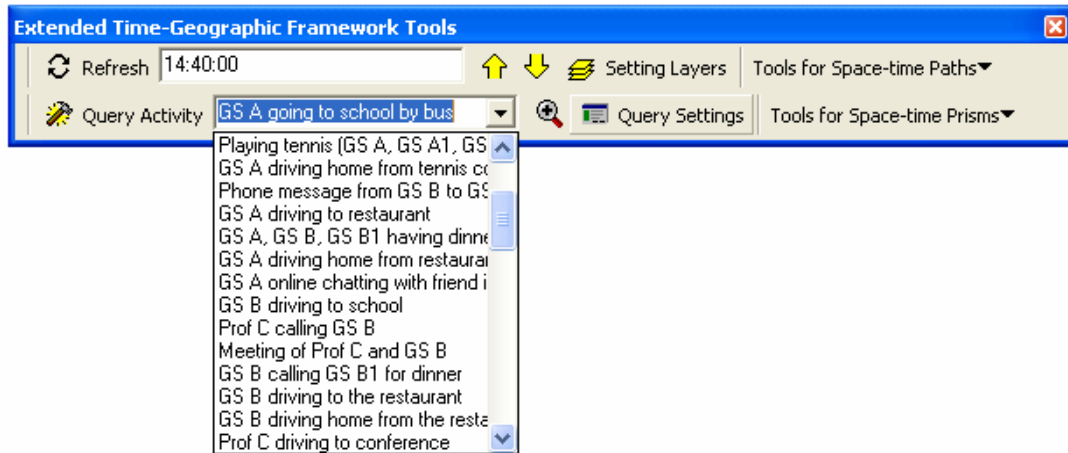 Extended Time-Geographic Framework Tools
Refresh 14:40:00 Setting Layers Tools for Space-time Paths
Query Activity GS A going to school by bus Query Settings Tools for Space-time Prisms
Playing tennis (GS A, GS A1, GS
GS A driving home from tennis
Phone message from GS B to GS
GS A driving to restaurant
GS A, GS B, GS B1 having
GS A driving home from
GS A online chatting with friend
GS B driving to school
Prof C calling GS B
Meeting of Prof C and GS B
GS B calling GS B1 for dinner
GS B driving to the restaurant
GS B driving home from the
Prof C driving to conference